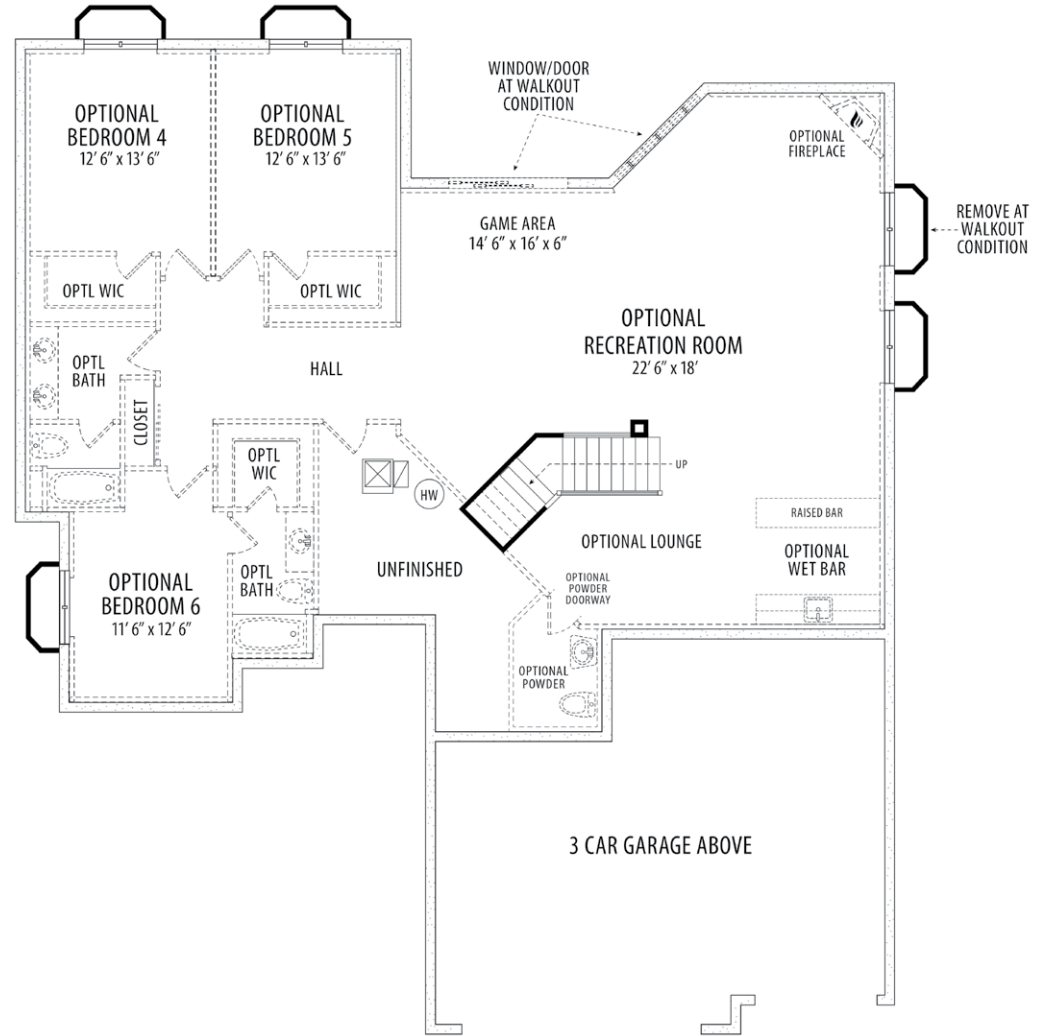 WINDOW/DOOR
AT WALKOUT
CONDITION
OPTIONAL
BEDROOM 4
12' 6" x 13' 6"
OPTIONAL
BEDROOM 5
12' 6" x 13' 6"
OPTIONAL
FIREPLACE
GAME AREA
14' 6" x 16' x 6"
REMOVE AT
WALKOUT
CONDITION
OPTL WIC
OPTL WIC
OPTIONAL
RECREATION ROOM
22' 6" x 18'
OPTL
BATH
HALL
CLOSET
OPTL
WIC
UP
HW
RAISED BAR
OPTIONAL LOUNGE
OPTIONAL
WET BAR
UNFINISHED
OPTL
BATH
OPTIONAL
BEDROOM 6
11' 6" x 12' 6"
OPTIONAL
POWDER
DOORWAY
OPTIONAL
POWDER
3 CAR GARAGE ABOVE